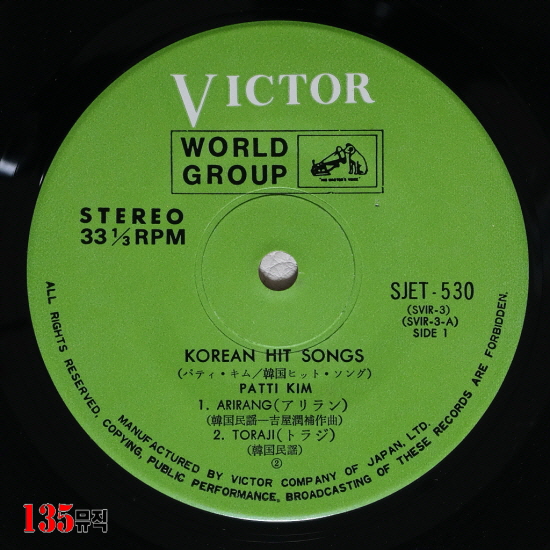 VICTOR
WORLD
GROUP
"HIS MASTER'S VOICE"
STEREO
33 1/3 RPM
SJET - 530
(SVIR-3)
(SVIR-3-A)
SIDE 1
KOREAN HIT SONGS
(パティ・キム/韓国ヒット・ソング)
PATTI KIM
1. ARIRANG(アリラン)
(韓国民謡—吉屋潤補作曲)
2. TORAJI(トラジ)
(韓国民謡)
②
MANUFACTURED BY VICTOR COMPANY OF JAPAN, LTD.
ALL RIGHTS RESERVED. COPYING, PUBLIC PERFORMANCE, BROADCASTING OF THESE RECORDS ARE FORBIDDEN.
135뮤직